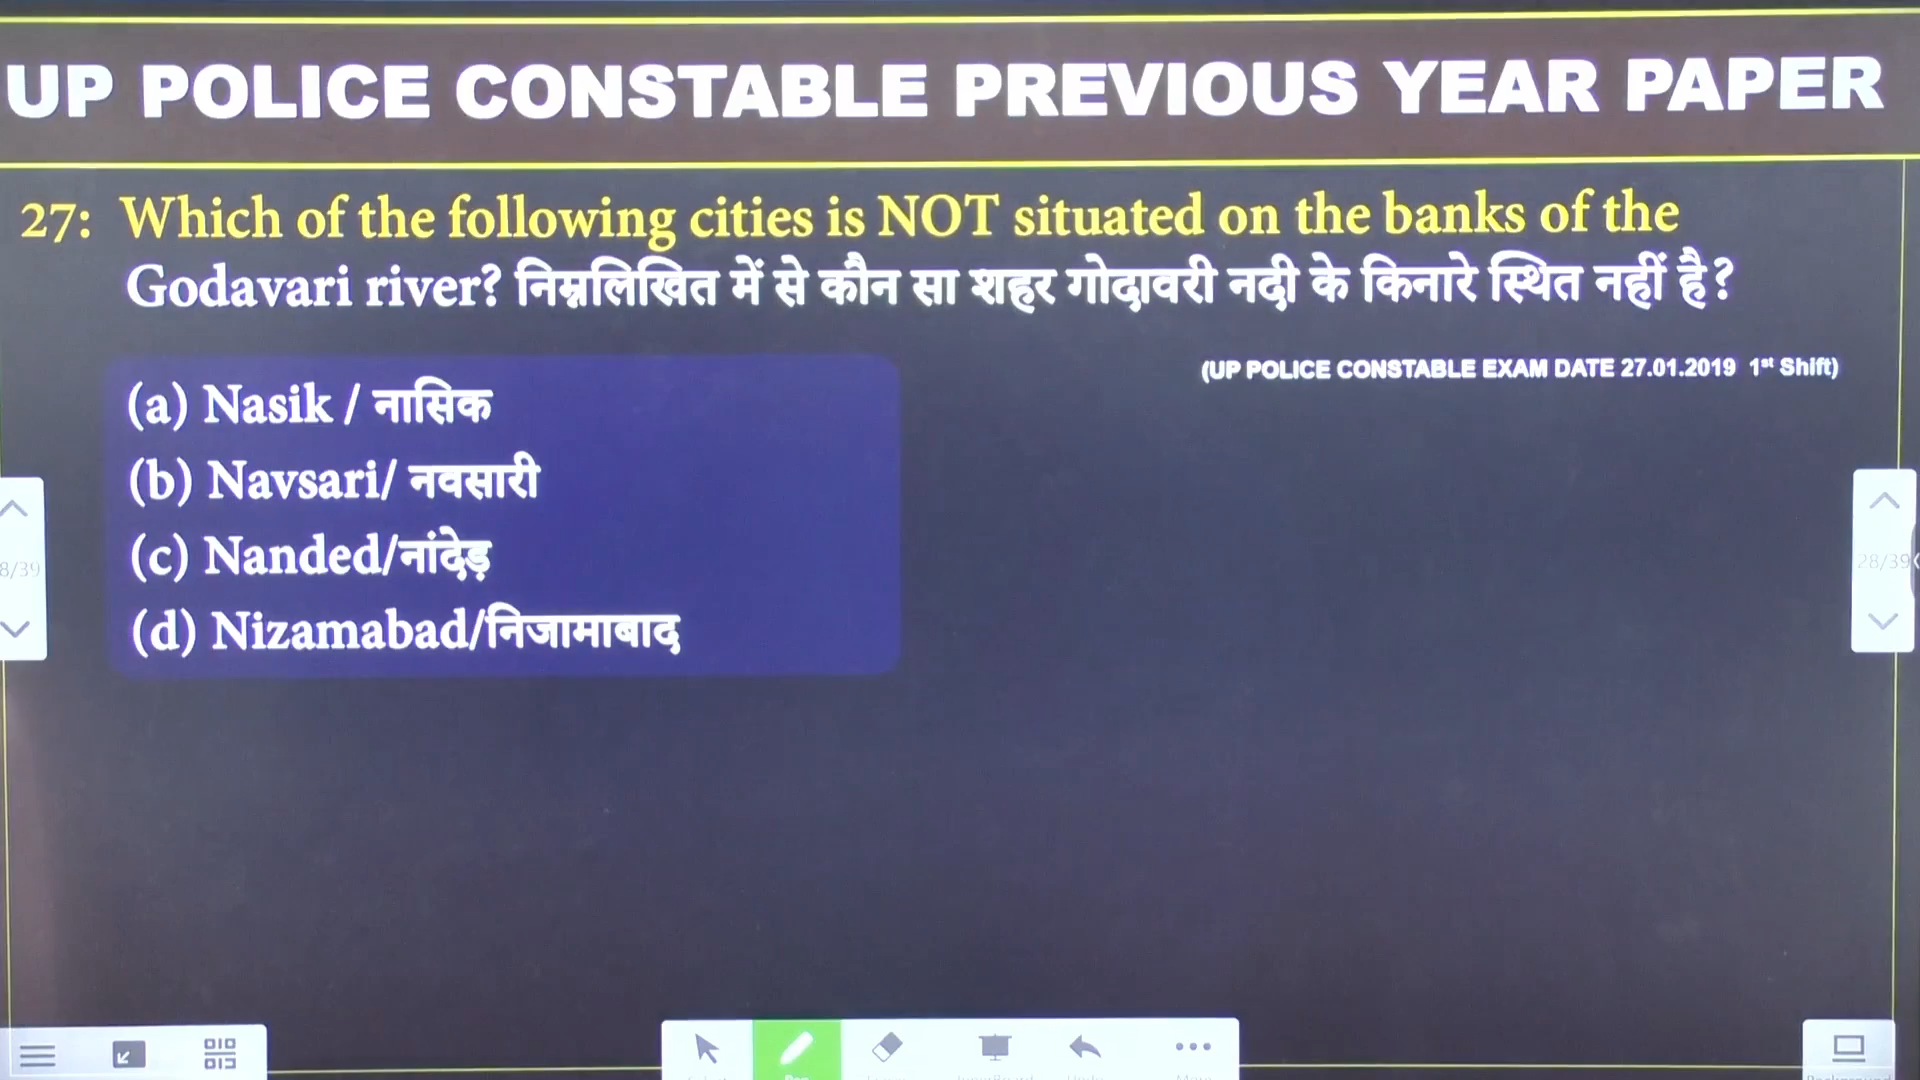 UP POLICE CONSTABLE PREVIOUS YEAR PAPER
27: Which of the following cities is NOT situated on the banks of the
Godavari river? निम्नलिखित में से कौन सा शहर गोदावरी नदी के किनारे स्थित नहीं है?
(UP POLICE CONSTABLE EXAM DATE 27.01.2019 1st Shift)
(a) Nasik / नासिक
(b) Navsari/ नवसारी
(c) Nanded/नांदेड़
(d) Nizamabad/निजामाबाद
8/39
28/39